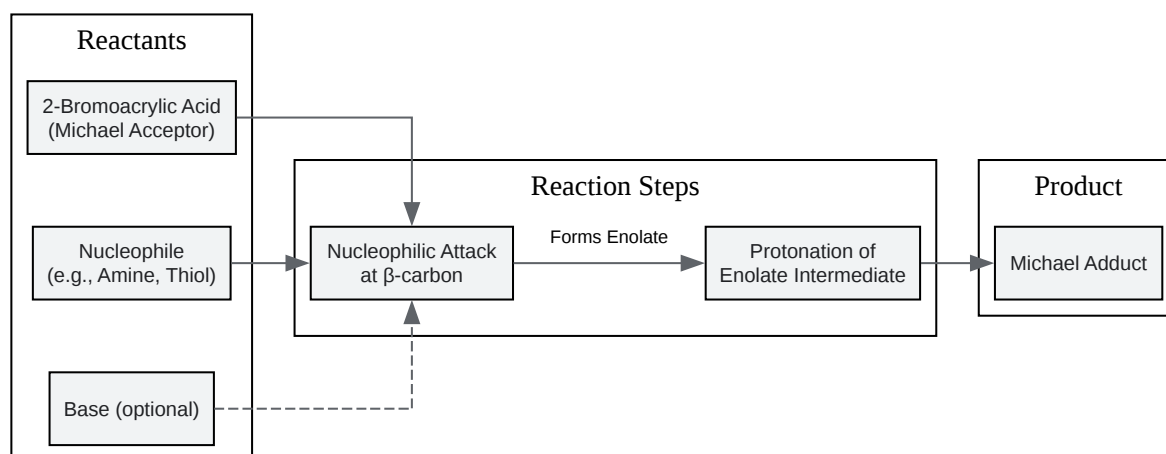 Reactants
2-Bromoacrylic Acid
(Michael Acceptor)
Nucleophile
(e.g., Amine, Thiol)
Base (optional)
Reaction Steps
Nucleophilic Attack
at β-carbon
Forms Enolate
Protonation of
Enolate Intermediate
Product
Michael Adduct